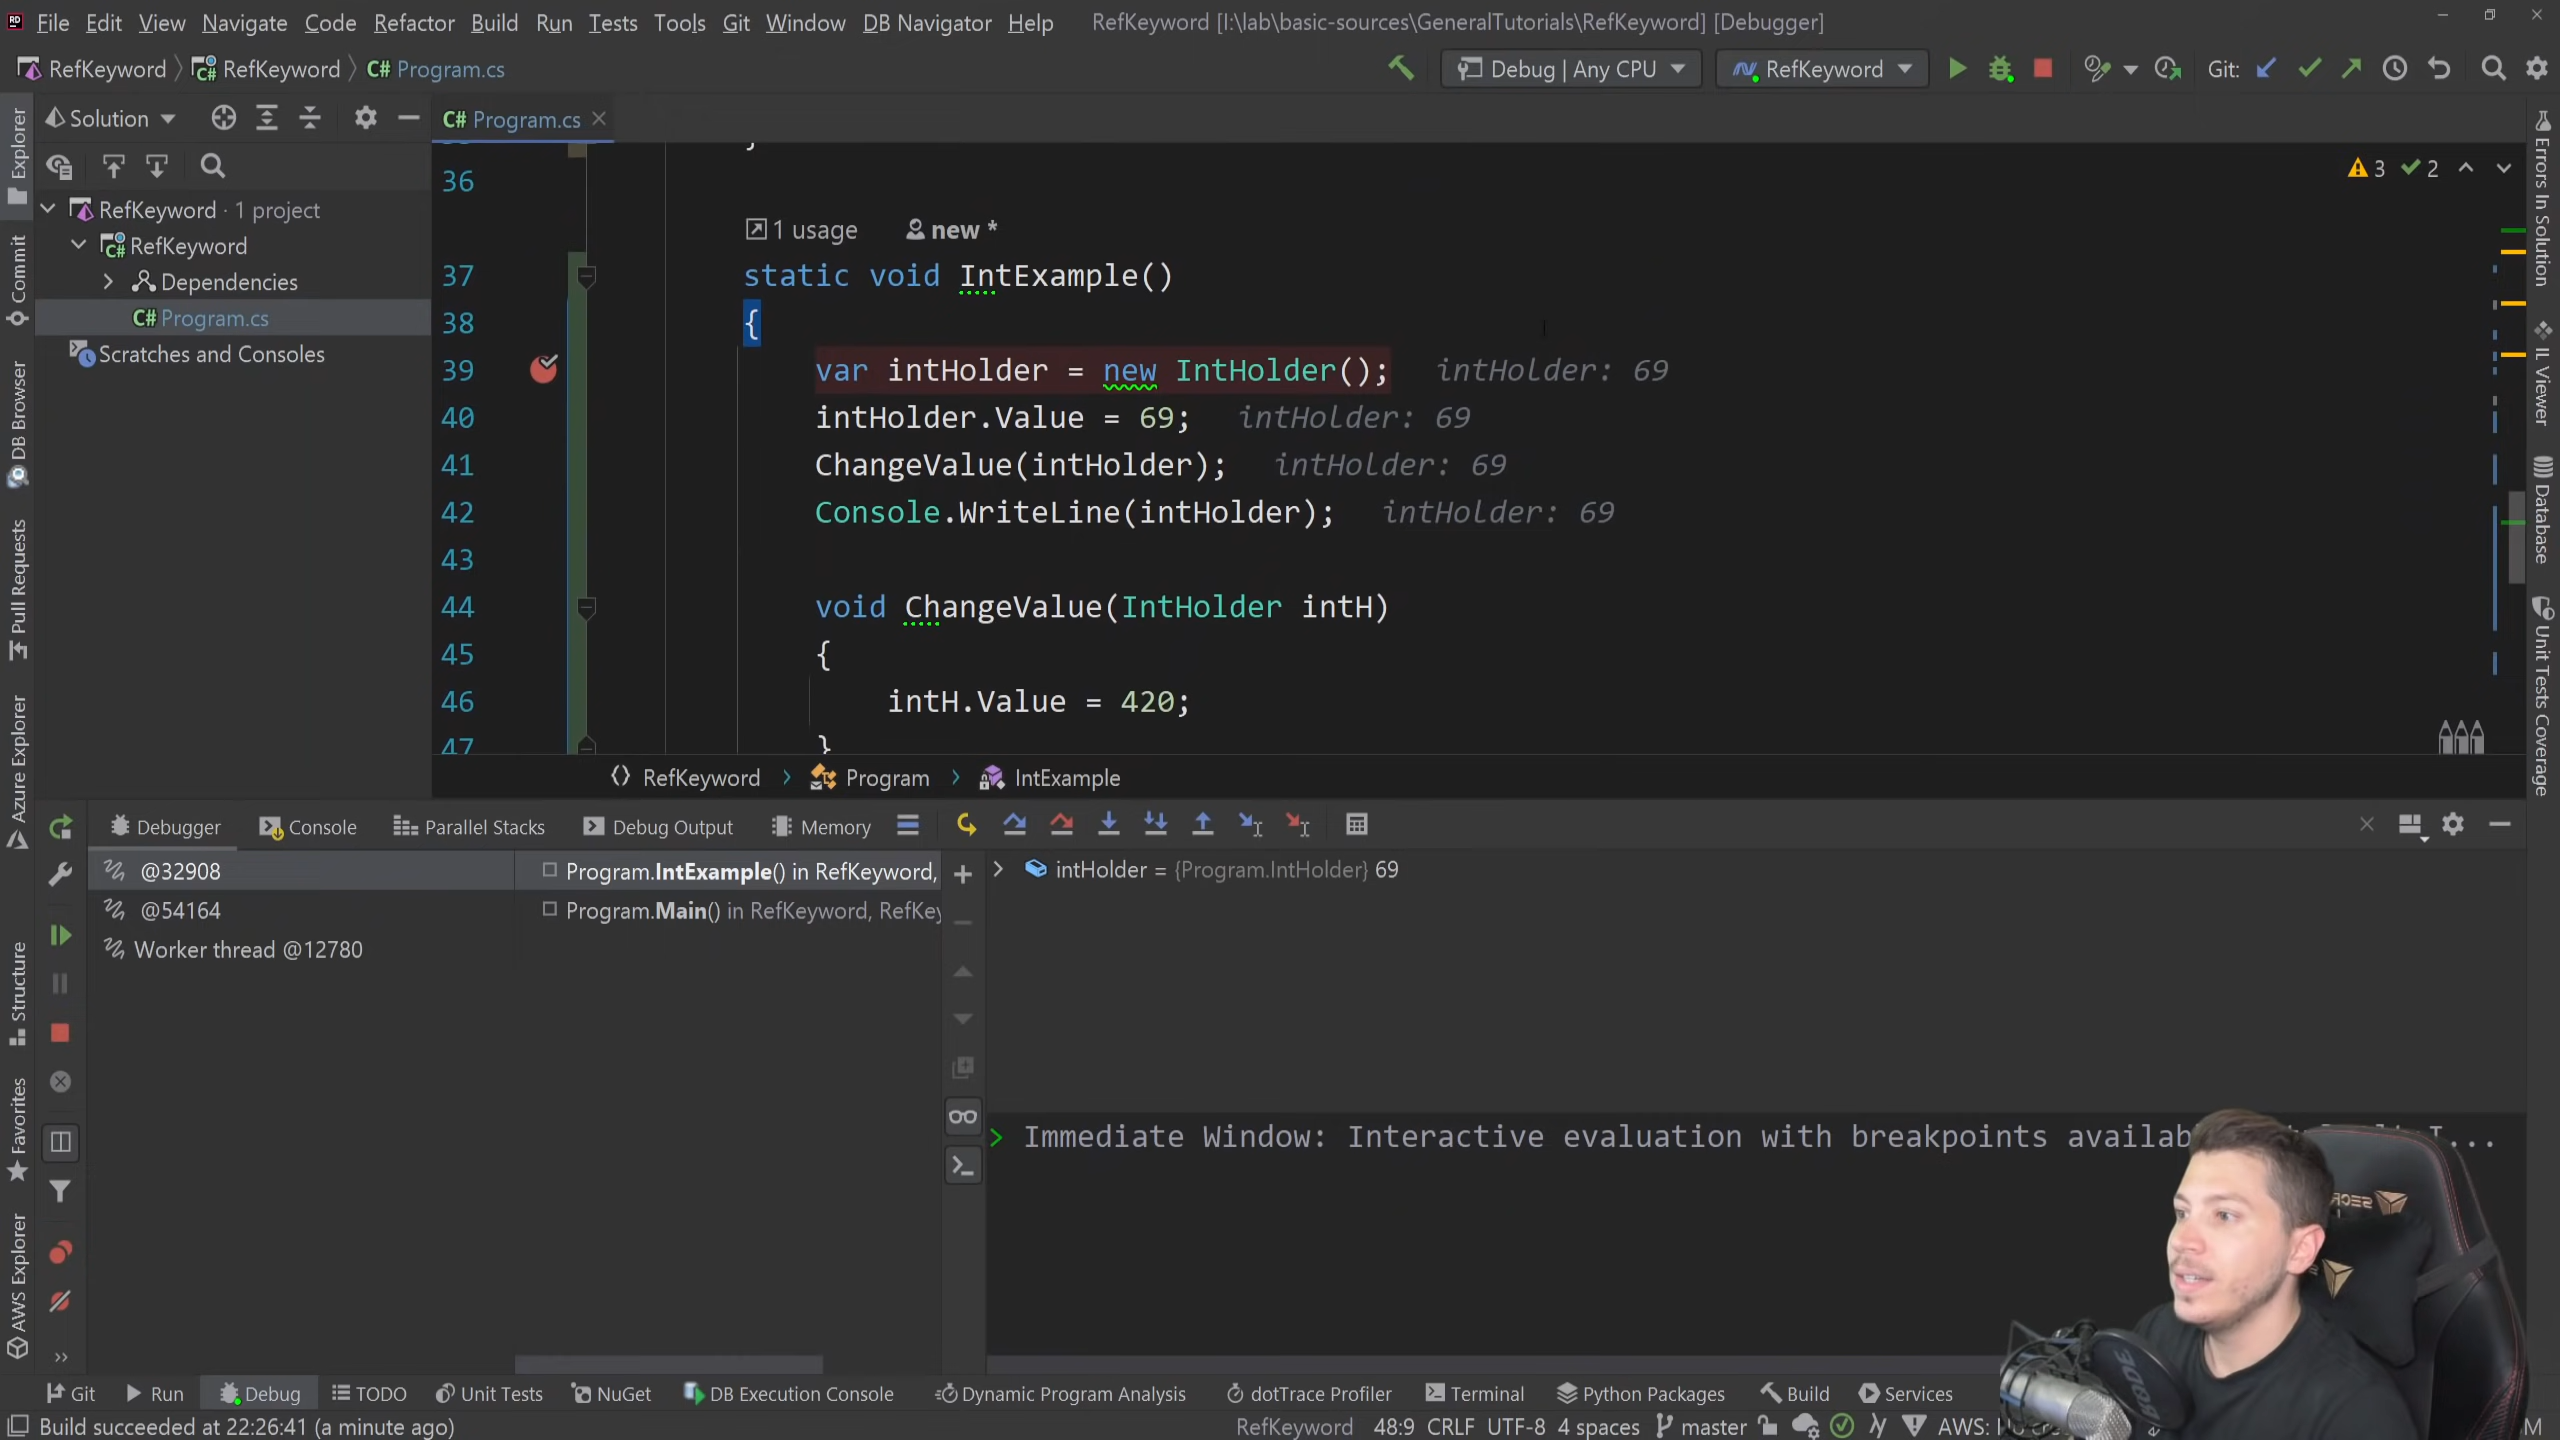 File Edit View Navigate Code Refactor Build Run Tests Tools Git Window DB Navigator Help RefKeyword [I:\lab\basic-sources\GeneralTutorials\RefKeyword] [Debugger]
RefKeyword RefKeyword C# Program.cs Debug | Any CPU RefKeyword Git:
Solution
C# Program.cs
RefKeyword · 1 project
RefKeyword
Dependencies
C# Program.cs
Scratches and Consoles
Explorer
Commit
DB Browser
Pull Requests
Azure Explorer
Structure
Favorites
AWS Explorer
3 2
}
36
1 usage new *
37 static void IntExample()
38 {
39 var intHolder = new IntHolder(); intHolder: 69
40 intHolder.Value = 69; intHolder: 69
41 ChangeValue(intHolder); intHolder: 69
42 Console.WriteLine(intHolder); intHolder: 69
43
44 void ChangeValue(IntHolder intH)
45 {
46 intH.Value = 420;
47 }
RefKeyword Program IntExample
Errors In Solution
IL Viewer
Database
Unit Tests Coverage
Debugger Console Parallel Stacks Debug Output Memory
@32908
@54164
Worker thread @12780
Program.IntExample() in RefKeyword,
Program.Main() in RefKeyword, RefKey
intHolder = {Program.IntHolder} 69
> Immediate Window: Interactive evaluation with breakpoints availab
Git Run Debug TODO Unit Tests NuGet DB Execution Console Dynamic Program Analysis dotTrace Profiler Terminal Python Packages Build Services
Build succeeded at 22:26:41 (a minute ago) RefKeyword 48:9 CRLF UTF-8 4 spaces master AWS: